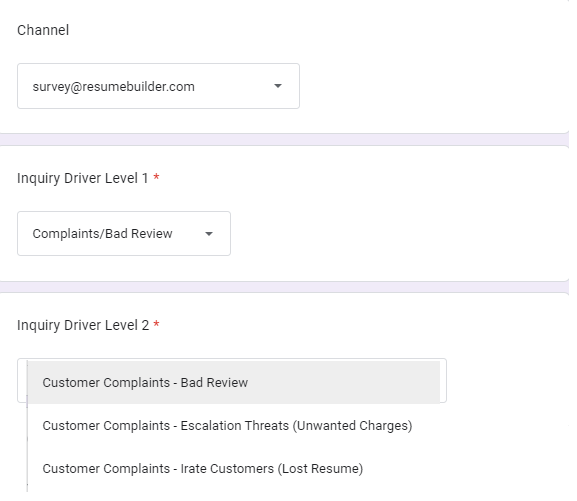 Channel
survey@resumebuilder.com
Inquiry Driver Level 1 *
Complaints/Bad Review
Inquiry Driver Level 2 *
Customer Complaints - Bad Review
Customer Complaints - Escalation Threats (Unwanted Charges)
Customer Complaints - Irate Customers (Lost Resume)